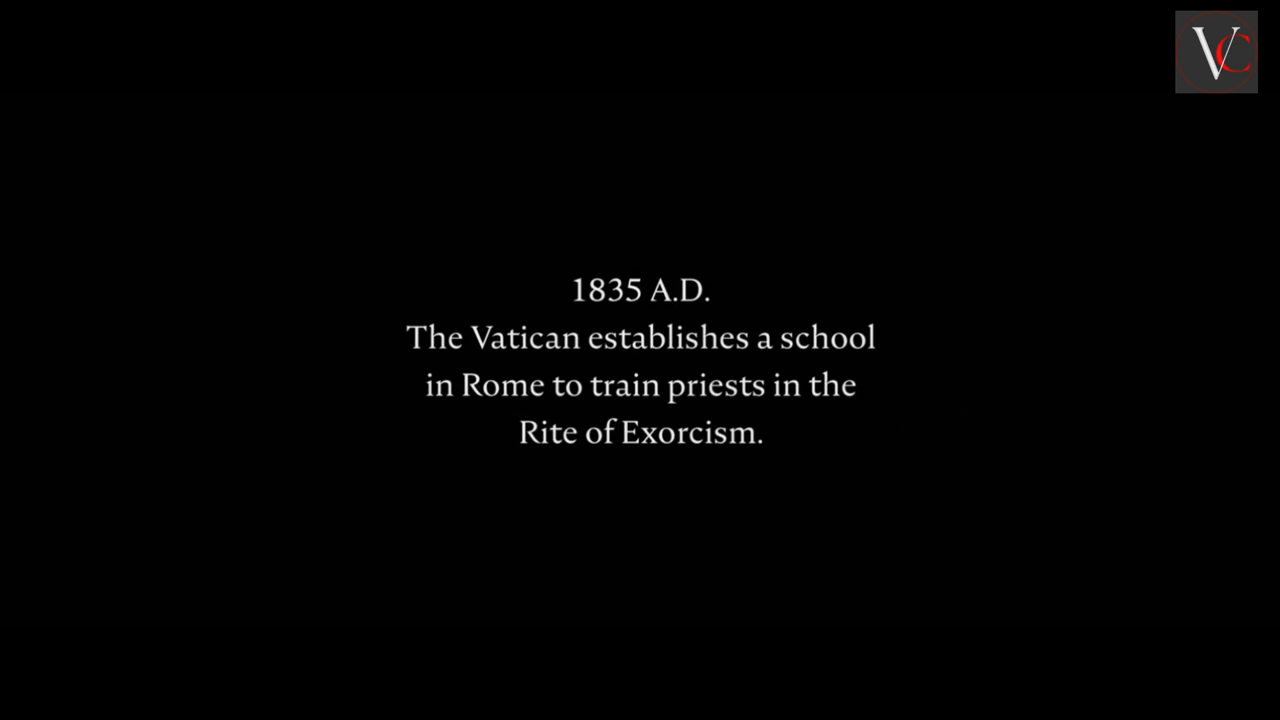 VC
1835 A.D.
The Vatican establishes a school
in Rome to train priests in the
Rite of Exorcism.